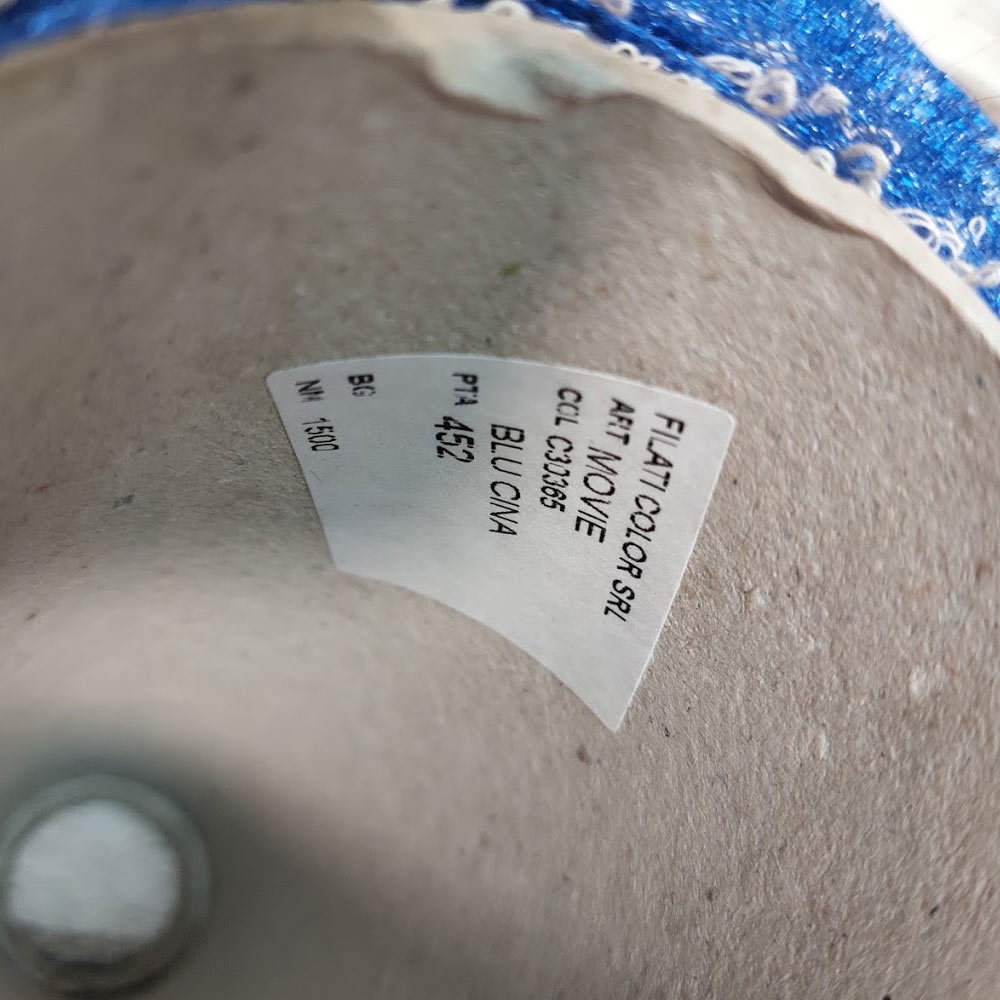 FILATI COLOR SRL
ART MOVIE
COL C30365
BLU CINA
PTA 452
BG
NM 1500